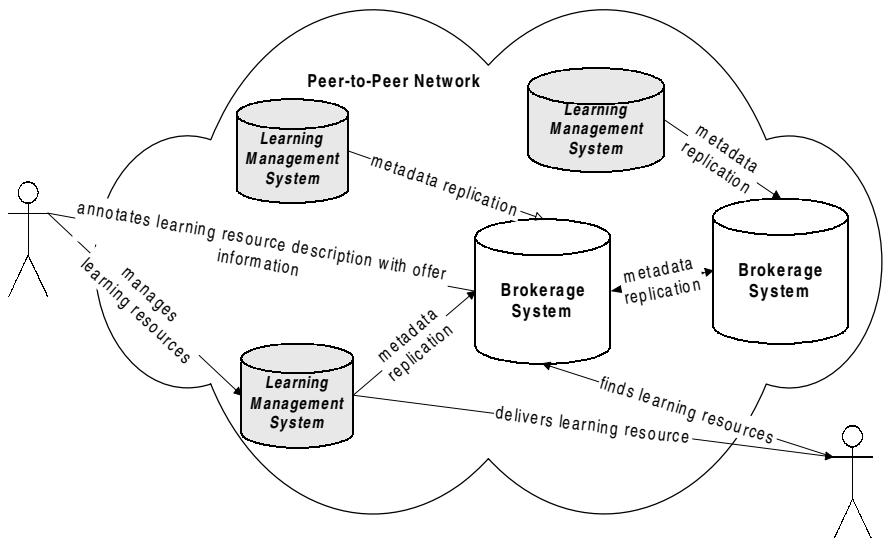 Peer-to-Peer Network
Learning
Management
System
Learning
Management
System
metadata
replication
metadata replication
annotates learning resource description with offer
information
Brokerage
System
metadata
replication
Brokerage
System
manages
learning resources
metadata
replication
Learning
Management
System
finds learning resources
delivers learning resource